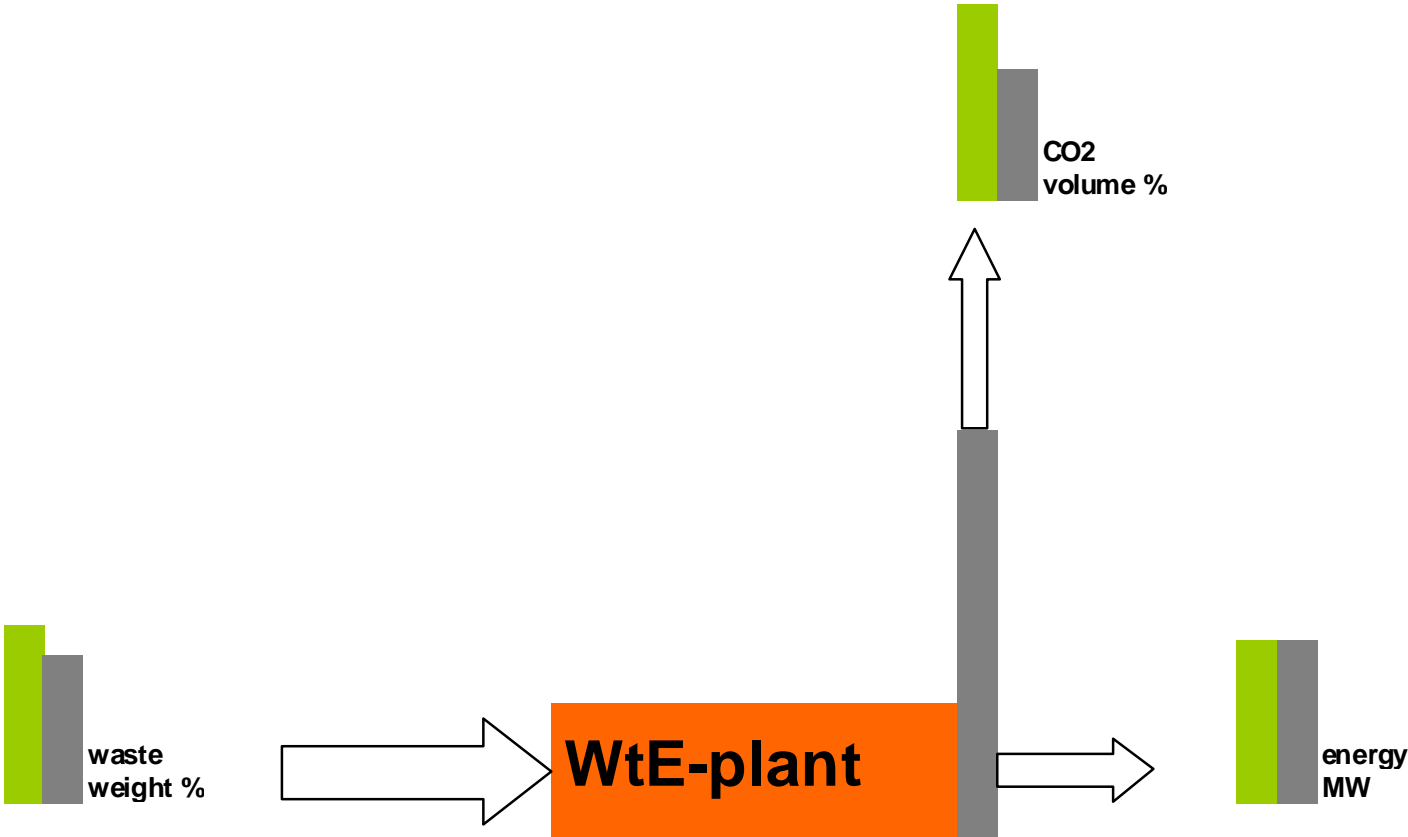 CO2
volume %
waste
weight %
WtE-plant
energy
MW